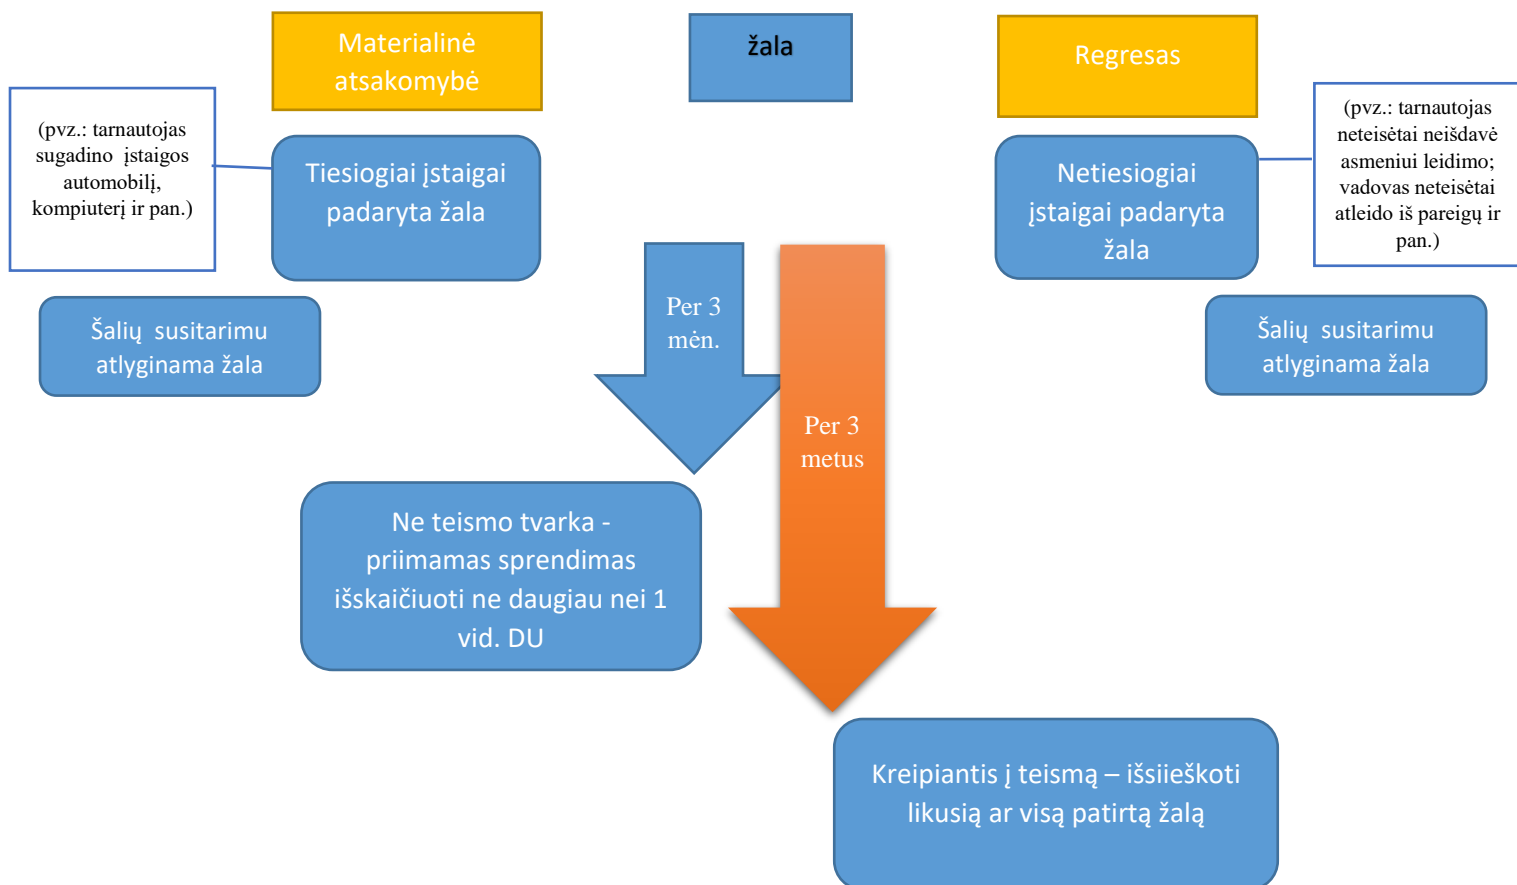 Materialinė
atsakomybė
žala
Regresas
(pvz.: tarnautojas
sugadino įstaigos
automobilį,
kompiuterį ir pan.)
Tiesiogiai įstaigai
padaryta žala
Netiesiogiai
įstaigai padaryta
žala
(pvz.: tarnautojas
neteisėtai neišdavė
asmeniui leidimo;
vadovas neteisėtai
atleido iš pareigų ir
pan.)
Šalių susitarimu
atlyginama žala
Per 3
mėn.
Šalių susitarimu
atlyginama žala
Per 3
metus
Ne teismo tvarka -
priimamas sprendimas
išskaičiuoti ne daugiau nei 1
vid. DU
Kreipiantis į teismą – išsiieškoti
likusią ar visą patirtą žalą